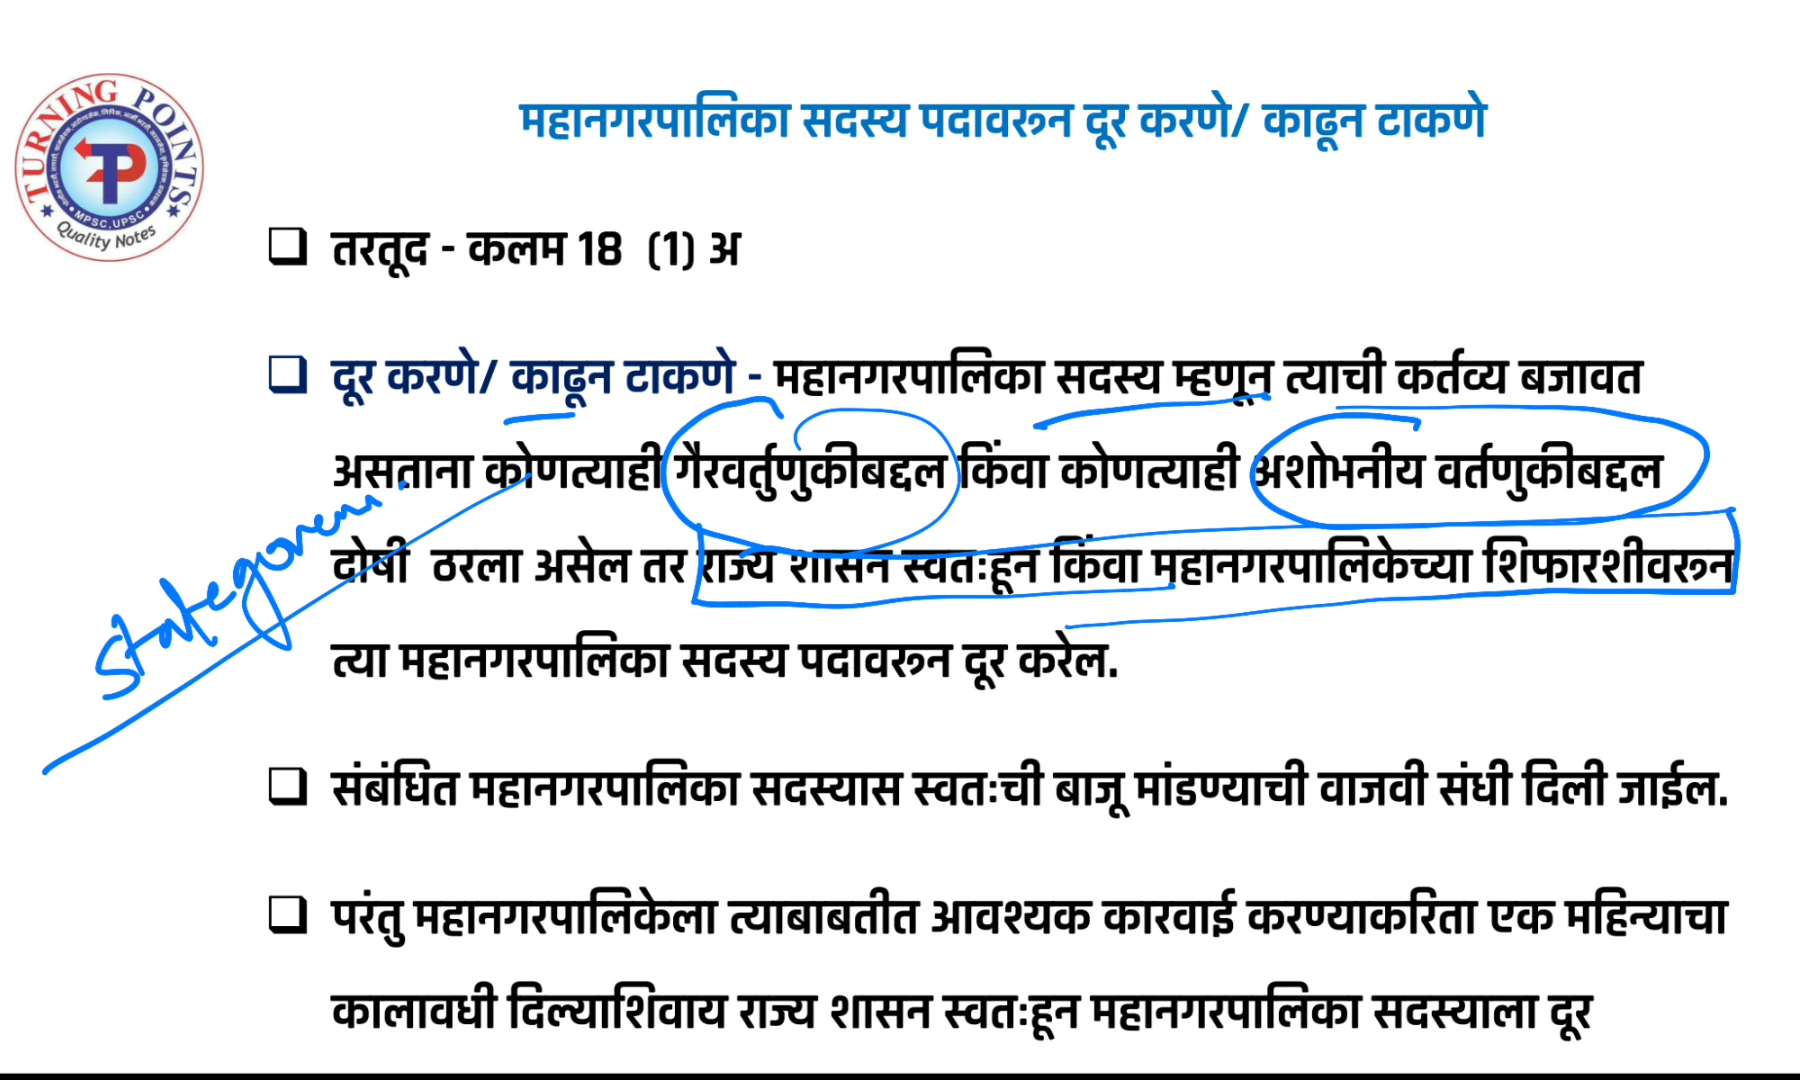 महानगरपालिका सदस्य पदावरून दूर करणे/ काढून टाकणे
TURNING POINTS
TP
MPSC, UPSC
Quality Notes
❑ तरतूद - कलम 18 (1) अ
❑ दूर करणे/ काढून टाकणे - महानगरपालिका सदस्य म्हणून त्याची कर्तव्य बजावत
असताना कोणत्याही गैरवर्तुणुकीबद्दल किंवा कोणत्याही अशोभनीय वर्तणुकीबद्दल
दोषी ठरला असेल तर राज्य शासन स्वतःहून किंवा महानगरपालिकेच्या शिफारशीवरून
त्या महानगरपालिका सदस्य पदावरून दूर करेल.
State govern.
❑ संबंधित महानगरपालिका सदस्यास स्वतःची बाजू मांडण्याची वाजवी संधी दिली जाईल.
❑ परंतु महानगरपालिकेला त्याबाबतीत आवश्यक कारवाई करण्याकरिता एक महिन्याचा
कालावधी दिल्याशिवाय राज्य शासन स्वतःहून महानगरपालिका सदस्याला दूर